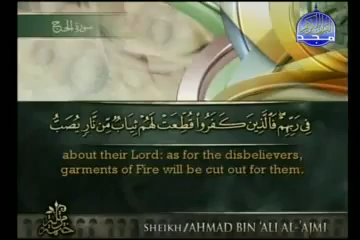 سورة الحج
فِي رَبِّهِمْ ۖ فَالَّذِينَ كَفَرُوا قُطِّعَتْ لَهُمْ ثِيَابٌ مِّن نَّارٍ يُصَبُّ
about their Lord: as for the disbelievers,
garments of Fire will be cut out for them.
SHEIKH/AHMAD BIN 'ALI AL-'AJMI